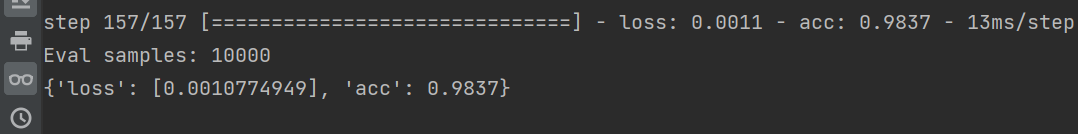 step 157/157 [==============================] - loss: 0.0011 - acc: 0.9837 - 13ms/step
Eval samples: 10000
{'loss': [0.0010774949], 'acc': 0.9837}